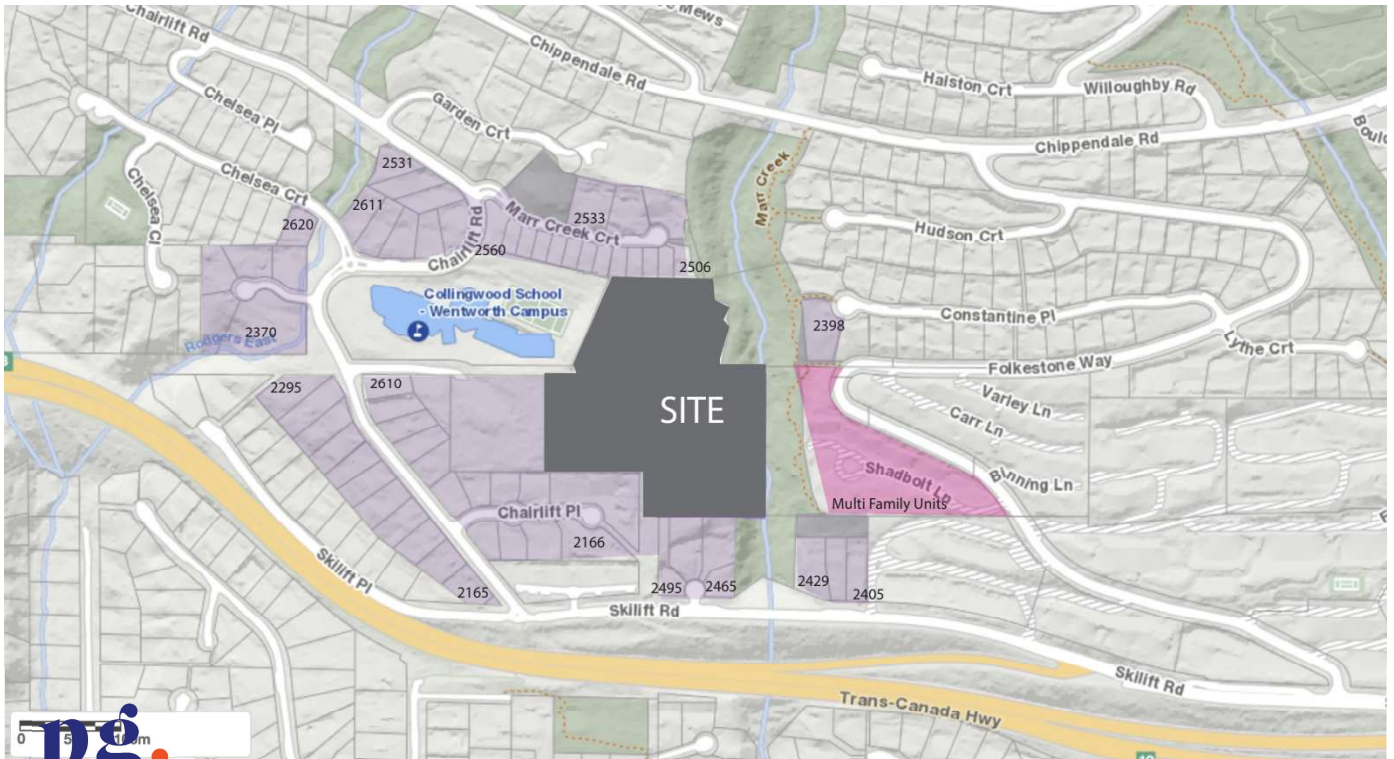 Mews
Chairlift Rd
Chippendale Rd
Halston Crt
Willoughby Rd
Chelsea Pl
Garden Crt
Chippendale Rd
2531
Marr Creek
Chelsea Crt
2611
Chelsea Cl
2533
2620
Marr Creek Crt
Hudson Crt
Chairlift Rd
2560
2506
Collingwood School
- Wentworth Campus
Constantine Pl
2398
2370
Rodgers East
Lythe Crt
Folkestone Way
2295
2610
SITE
Varley Ln
Carr Ln
Shadbolt Ln
Binning Ln
Multi Family Units
Chairlift Pl
2166
Skilift Pl
2165
2495
2465
2429
2405
Skilift Rd
Skilift Rd
Trans-Canada Hwy
0
100m
pg.